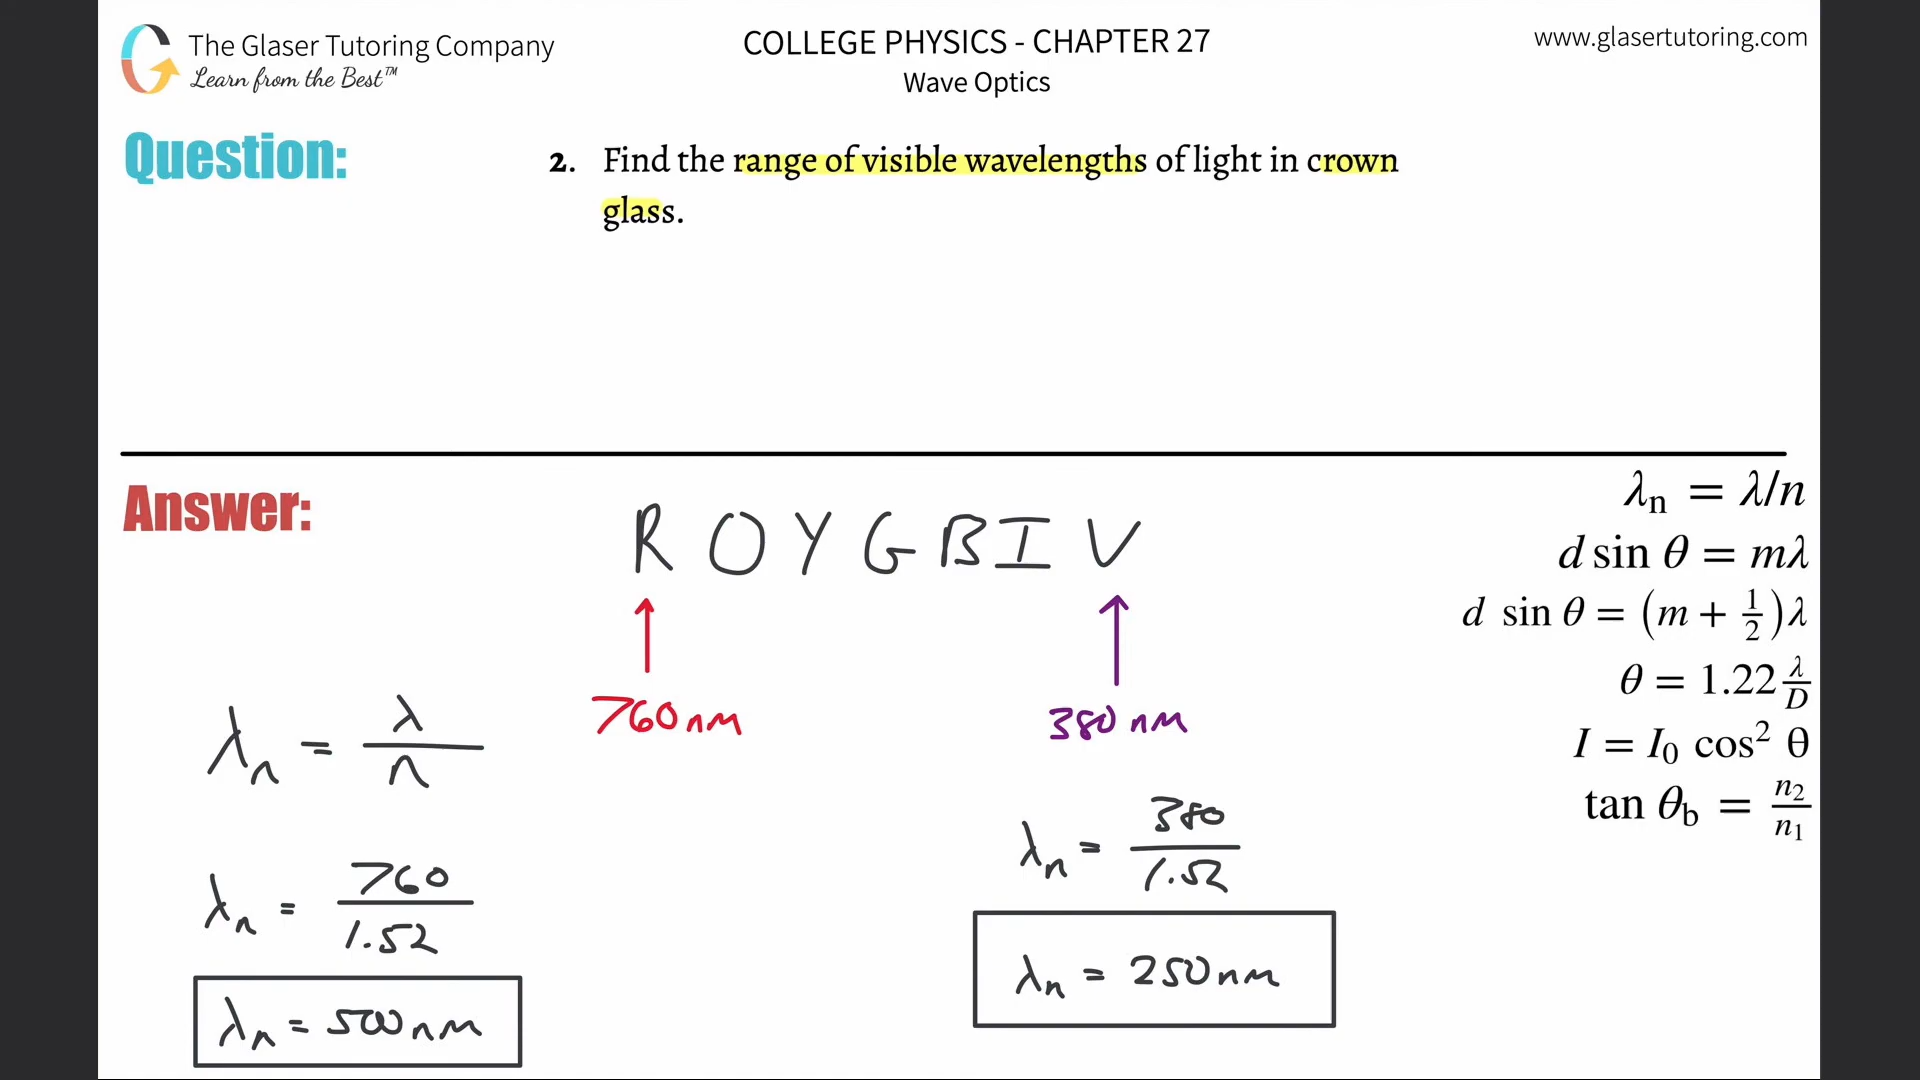 The Glaser Tutoring Company
Learn from the Best™
COLLEGE PHYSICS - CHAPTER 27
Wave Optics
www.glasertutoring.com
Question:
2. Find the range of visible wavelengths of light in crown
glass.
Answer:
R O Y G B I V
760 nm
380 nm
λn = λ/n
λn = 760/1.52
λn = 500 nm
λn = 380/1.52
λn = 250 nm
λn = λ/n
d sin θ = mλ
d sin θ = (m + 1/2)λ
θ = 1.22 λ/D
I = I0 cos² θ
tan θb = n2/n1